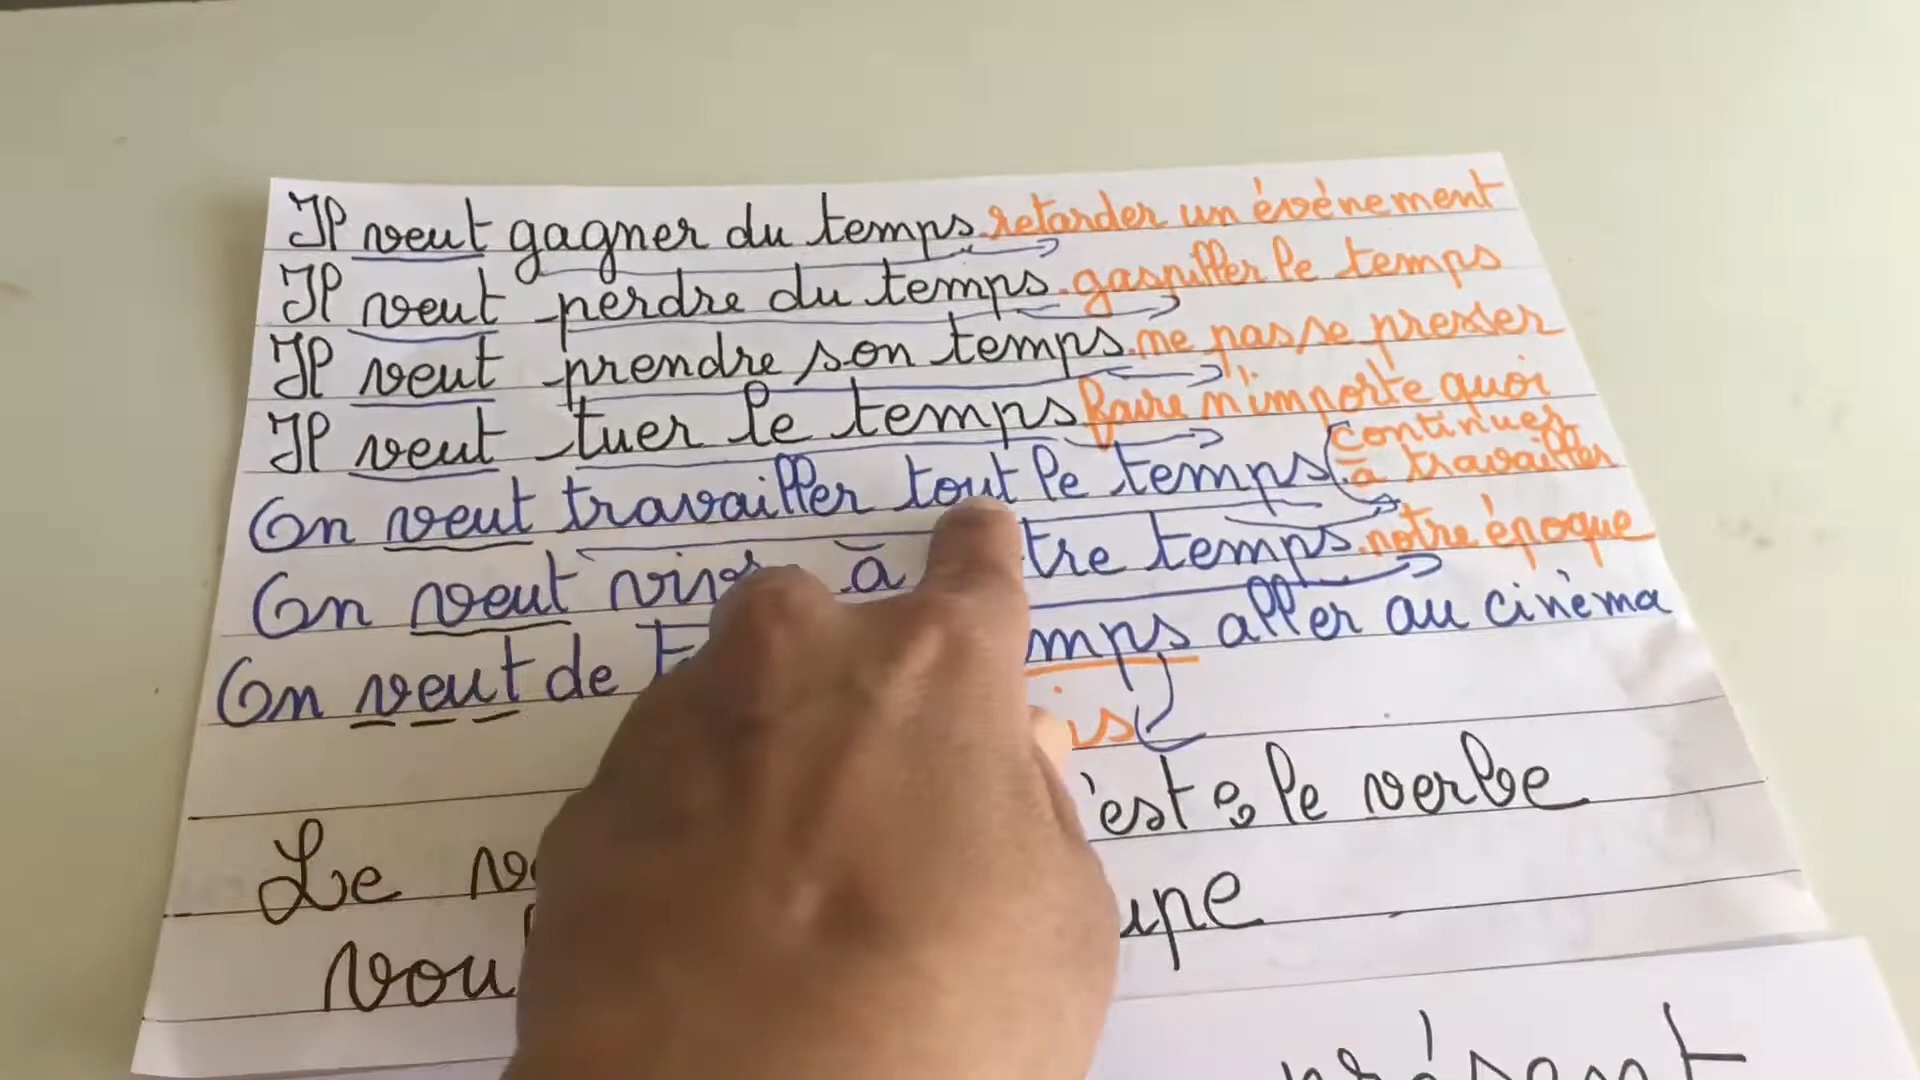 Il veut gagner du temps. retarder un événement
Il veut perdre du temps. gaspiller le temps
Il veut prendre son temps. ne pas se presser
Il veut tuer le temps faire n'importe quoi
On veut travailler tout le temps. (continuer
à travailler
On veut à tre temps. notre époque
On veut de mps aller au cinéma
is
Le 'est : le verbe
vou upe